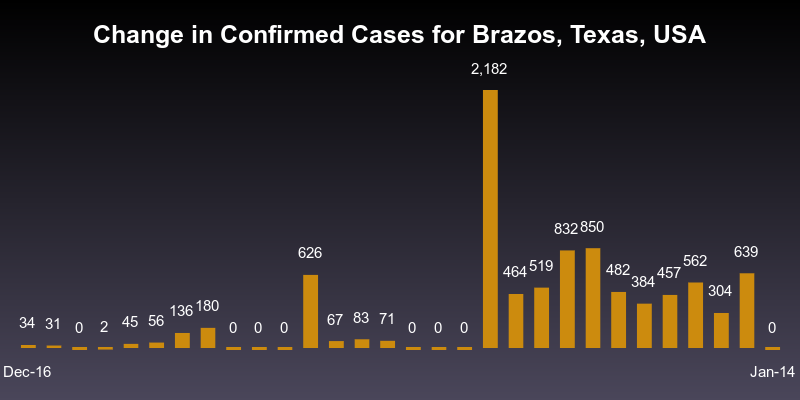 Change in Confirmed Cases for Brazos, Texas, USA
2,182
832 850
626 639
562
464 519 482 457
384
304
136 180
34 31 0 2 45 56 0 0 0 67 83 71 0 0 0 0
Dec-16 Jan-14